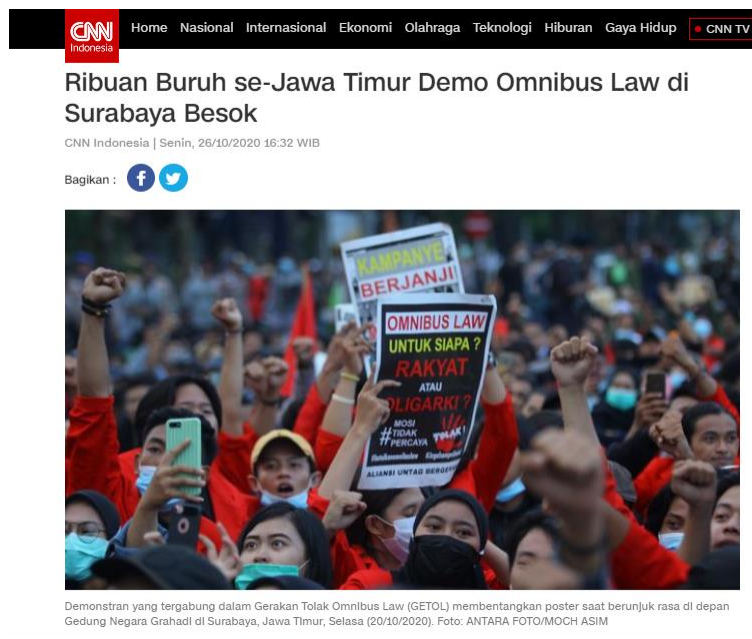 CNN
Indonesia
Home Nasional Internasional Ekonomi Olahraga Teknologi Hiburan Gaya Hidup CNN TV
Ribuan Buruh se-Jawa Timur Demo Omnibus Law di
Surabaya Besok
CNN Indonesia | Senin, 26/10/2020 16:32 WIB
Bagikan :
KAMPANYE
BERJANJI
OMNIBUS LAW
UNTUK SIAPA ?
RAKYAT
ATAU
OLIGARKI ?
MOSI
#TIDAK
PERCAYA
TOLAK!
ALIANSI UNTAG BERGERAK
Demonstran yang tergabung dalam Gerakan Tolak Omnibus Law (GETOL) membentangkan poster saat berunjuk rasa di depan
Gedung Negara Grahadi di Surabaya, Jawa Timur, Selasa (20/10/2020). Foto: ANTARA FOTO/MOCH ASIM